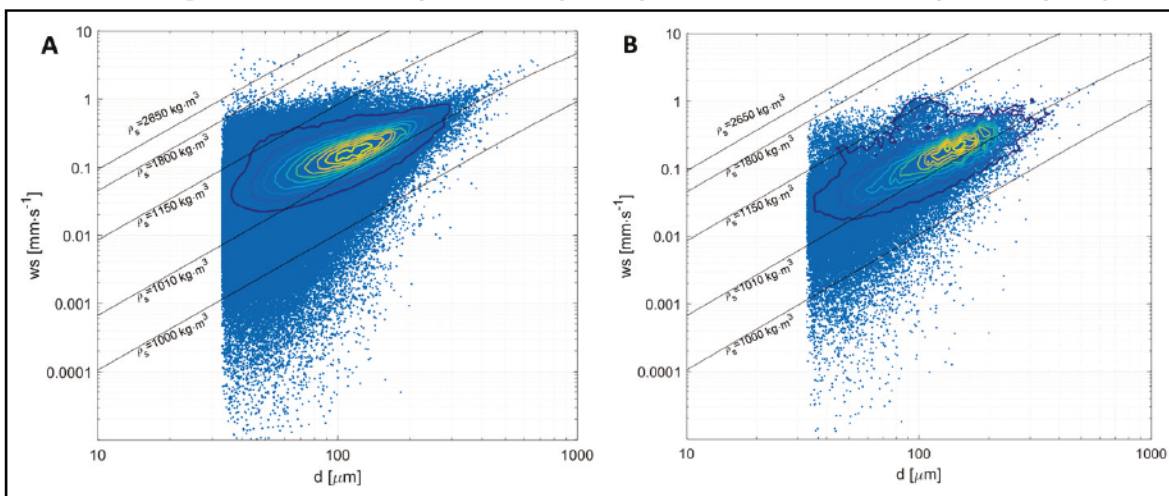 A
10
1
0.1
0.01
0.001
0.0001
ws [mm·s-1]
ρs=2650 kg·m3
ρs=1800 kg·m3
ρs=1150 kg·m3
ρs=1010 kg·m3
ρs=1000 kg·m3
10
100
1000
d [μm]
B
10
1
0.1
0.01
0.001
0.0001
ws [mm·s-1]
ρs=2650 kg·m3
ρs=1800 kg·m3
ρs=1150 kg·m3
ρs=1010 kg·m3
ρs=1000 kg·m3
10
100
1000
d [μm]